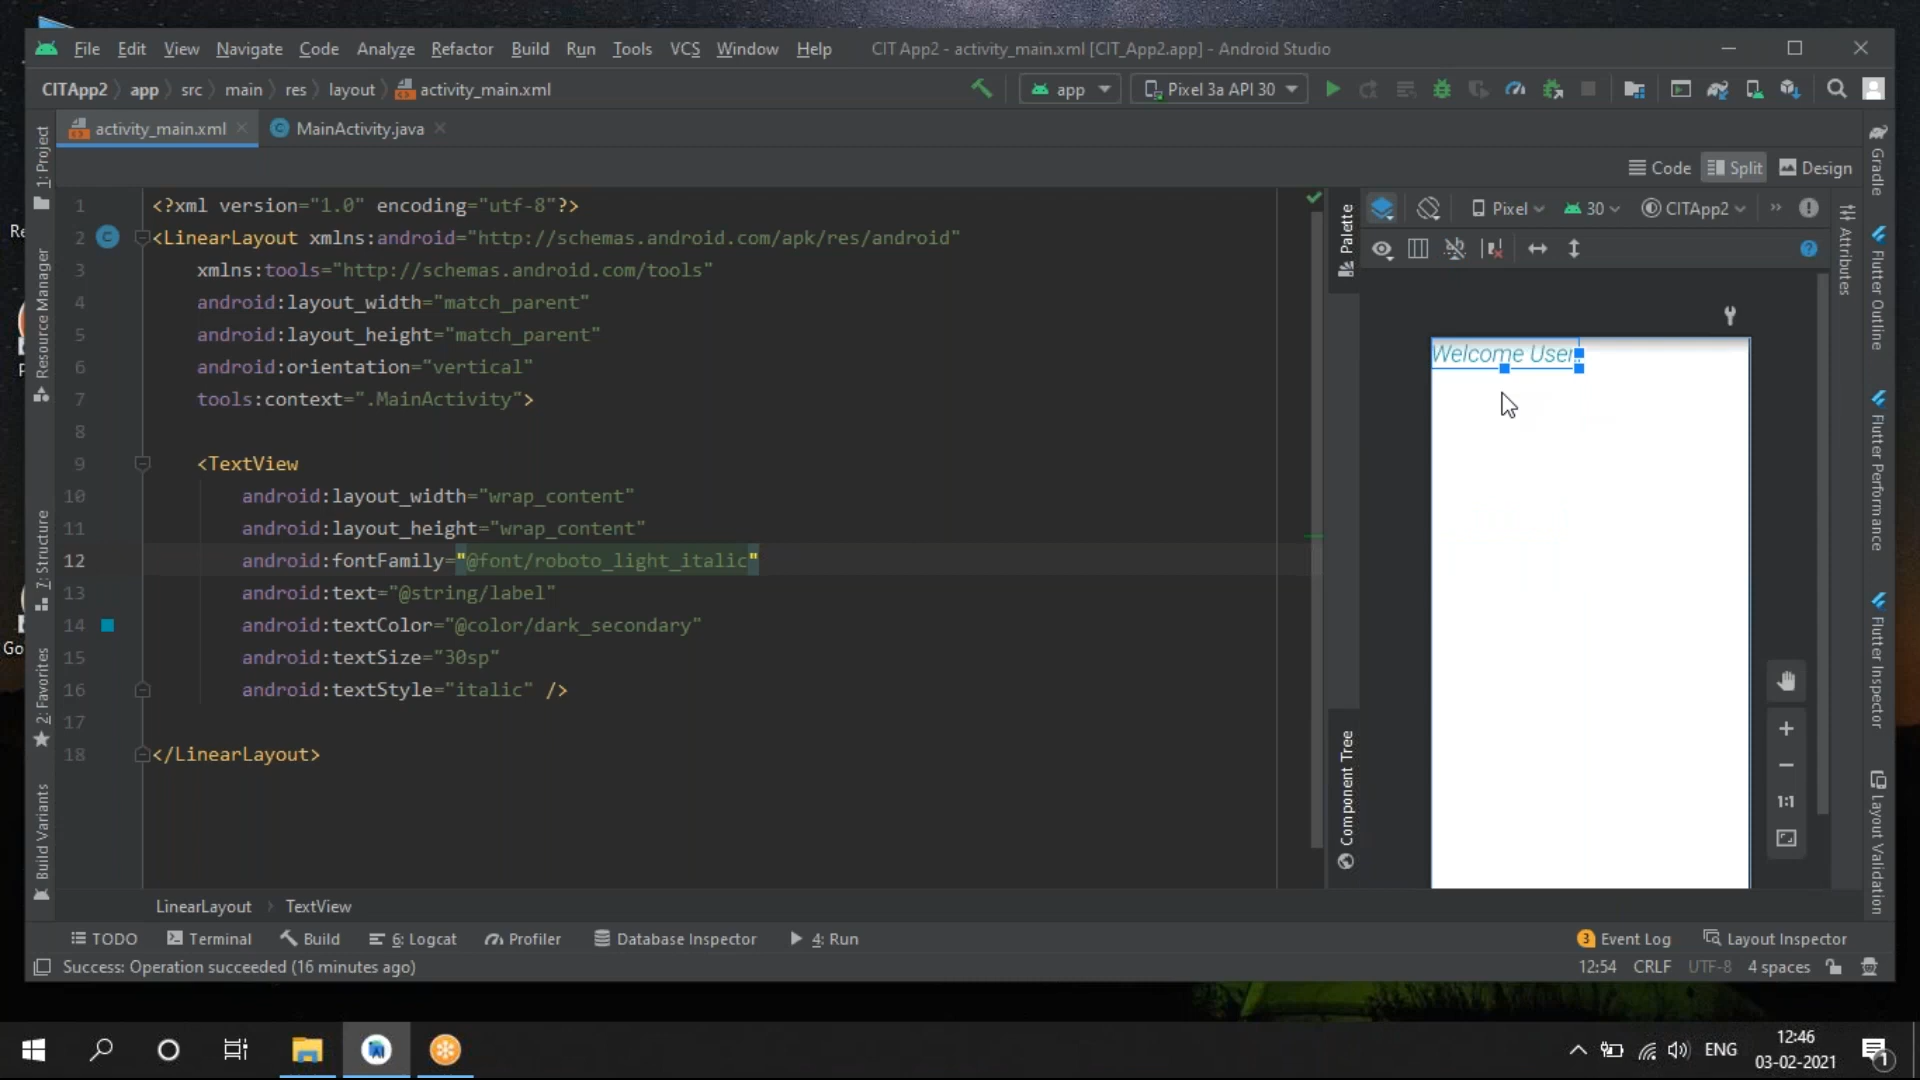 File Edit View Navigate Code Analyze Refactor Build Run Tools VCS Window Help CIT App2 - activity_main.xml [CIT_App2.app] - Android Studio
CITApp2 app src main res layout activity_main.xml app Pixel 3a API 30
activity_main.xml MainActivity.java
Code Split Design
1: Project
Resource Manager
7: Structure
2: Favorites
Build Variants
1 <?xml version="1.0" encoding="utf-8"?>
2 <LinearLayout xmlns:android="http://schemas.android.com/apk/res/android"
3 xmlns:tools="http://schemas.android.com/tools"
4 android:layout_width="match_parent"
5 android:layout_height="match_parent"
6 android:orientation="vertical"
7 tools:context=".MainActivity">
8
9 <TextView
10 android:layout_width="wrap_content"
11 android:layout_height="wrap_content"
12 android:fontFamily="@font/roboto_light_italic"
13 android:text="@string/label"
14 android:textColor="@color/dark_secondary"
15 android:textSize="30sp"
16 android:textStyle="italic" />
17
18 </LinearLayout>
Palette
Component Tree
Pixel 30 CITApp2
Welcome User
1:1
Attributes
Gradle
Flutter Outline
Flutter Performance
Flutter Inspector
Layout Validation
LinearLayout TextView
TODO Terminal Build 6: Logcat Profiler Database Inspector 4: Run 3 Event Log Layout Inspector
Success: Operation succeeded (16 minutes ago) 12:54 CRLF UTF-8 4 spaces
ENG 12:46
03-02-2021 1